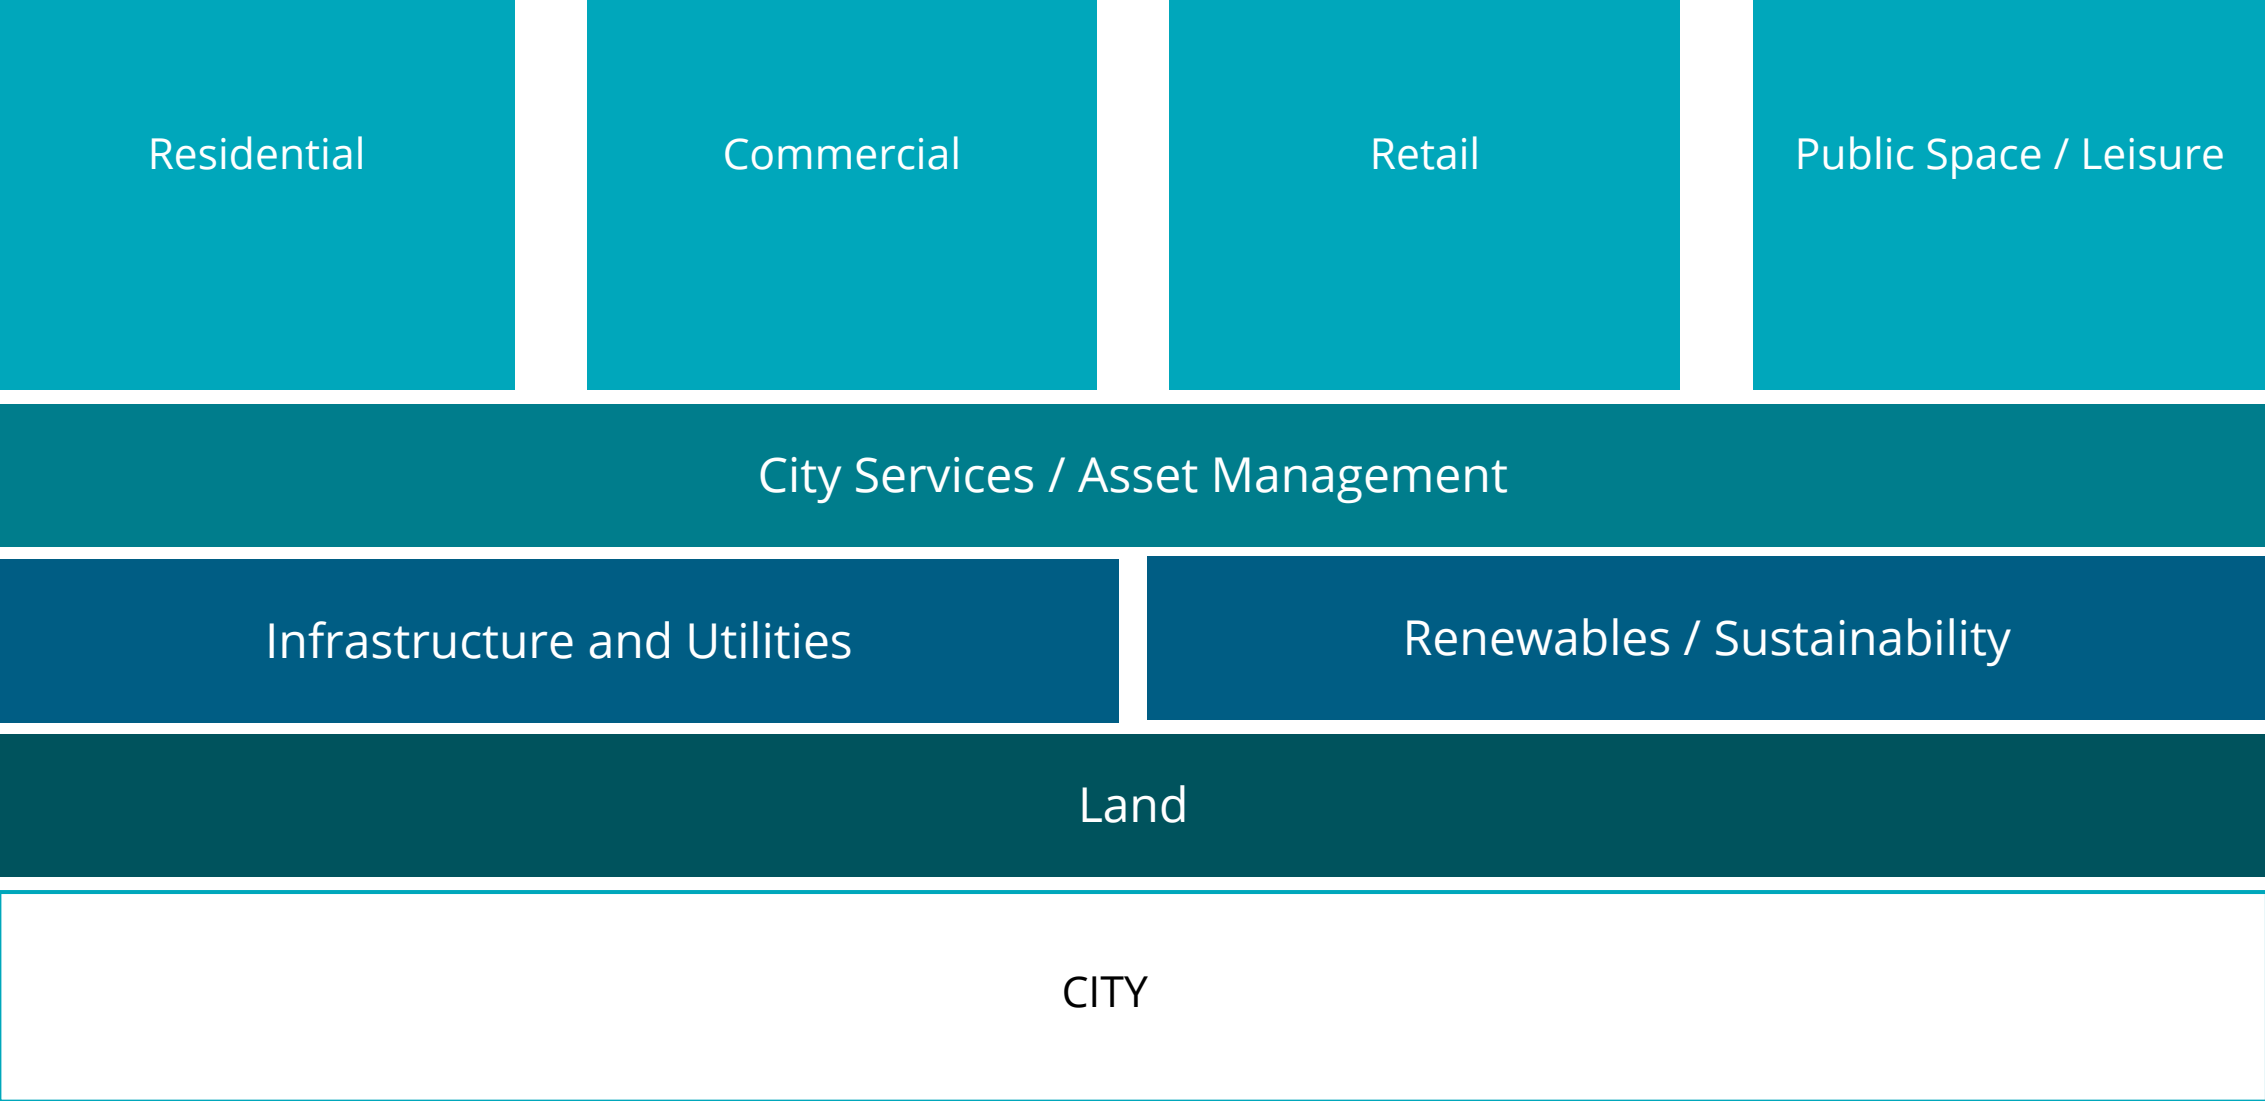 Residential
Commercial
Retail
Public Space / Leisure
City Services / Asset Management
Infrastructure and Utilities
Renewables / Sustainability
Land
CITY